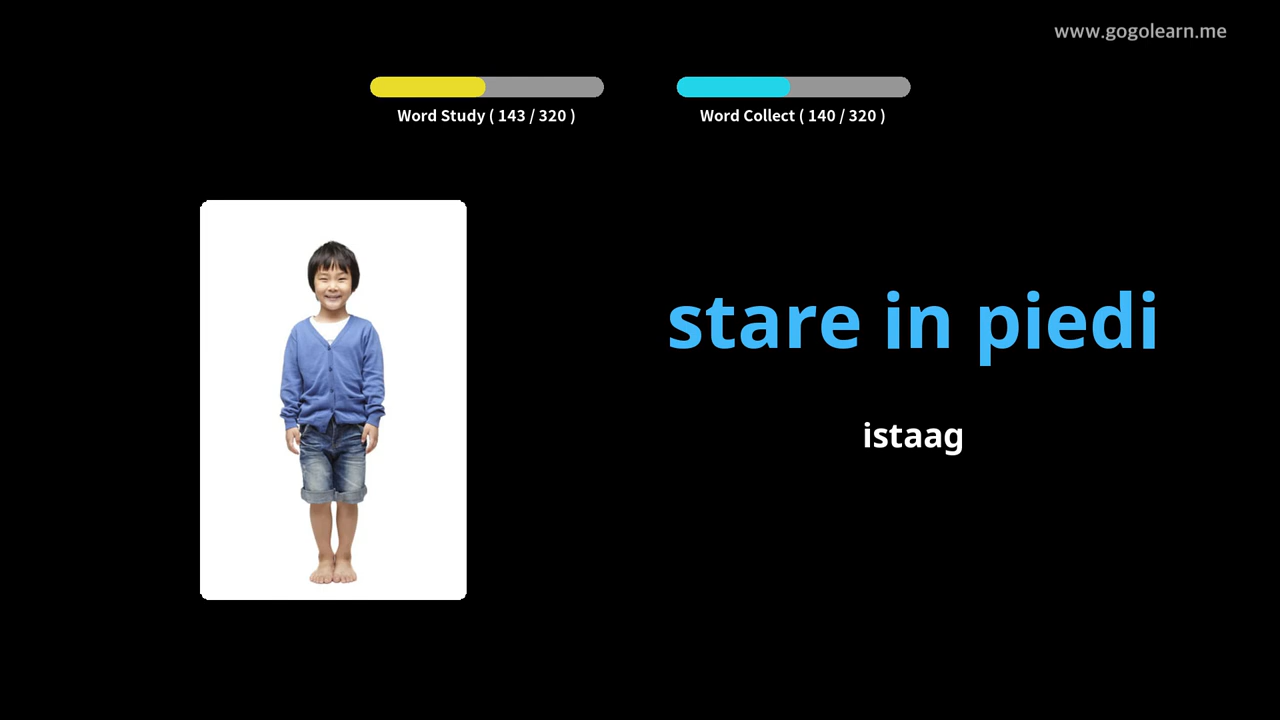 www.gogolearn.me
Word Study ( 143 / 320 )
Word Collect ( 140 / 320 )
stare in piedi
istaag